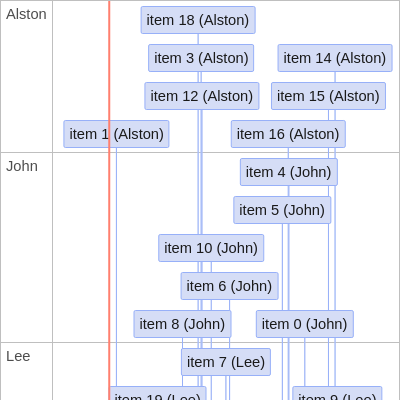 Alston
item 18 (Alston)
item 3 (Alston)
item 14 (Alston)
item 12 (Alston)
item 15 (Alston)
item 1 (Alston)
item 16 (Alston)
John
item 4 (John)
item 5 (John)
item 10 (John)
item 6 (John)
item 8 (John)
item 0 (John)
Lee
item 7 (Lee)
item 19 (Lee)
item 9 (Lee)